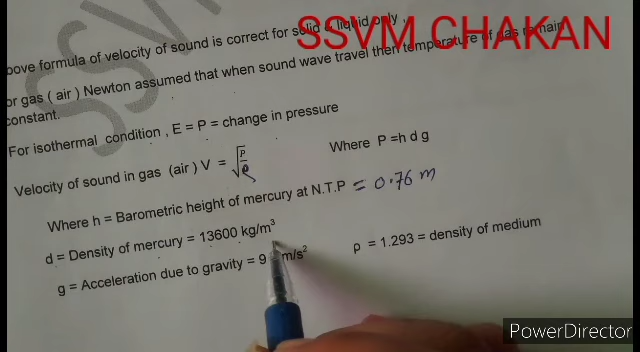 SSVM CHAKAN
bove formula of velocity of sound is correct for solid liquid only ,
or gas ( air ) Newton assumed that when sound wave travel then temperature of gas remain
constant.
For isothermal condition , E = P = change in pressure
Velocity of sound in gas (air ) V = √P/ρ Where P =h d g
Where h = Barometric height of mercury at N.T.P = 0.76 m
d = Density of mercury = 13600 kg/m³
g = Acceleration due to gravity = 9 m/s² ρ = 1.293 = density of medium
PowerDirector